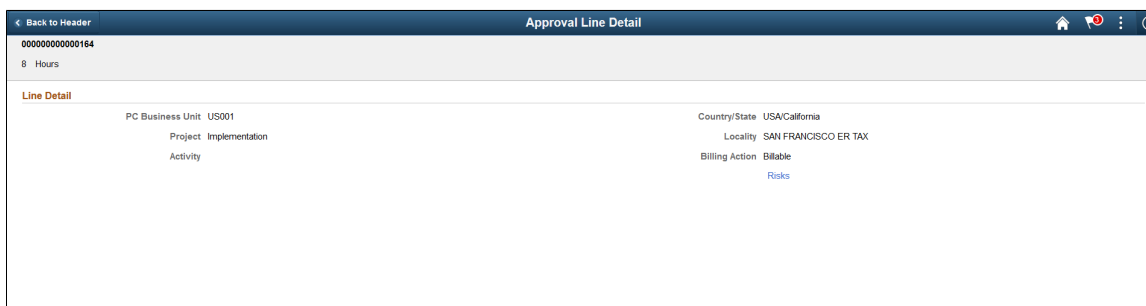 Back to Header
Approval Line Detail
3
000000000000164
8 Hours
Line Detail
PC Business Unit US001
Project Implementation
Activity
Country/State USA/California
Locality SAN FRANCISCO ER TAX
Billing Action Billable
Risks